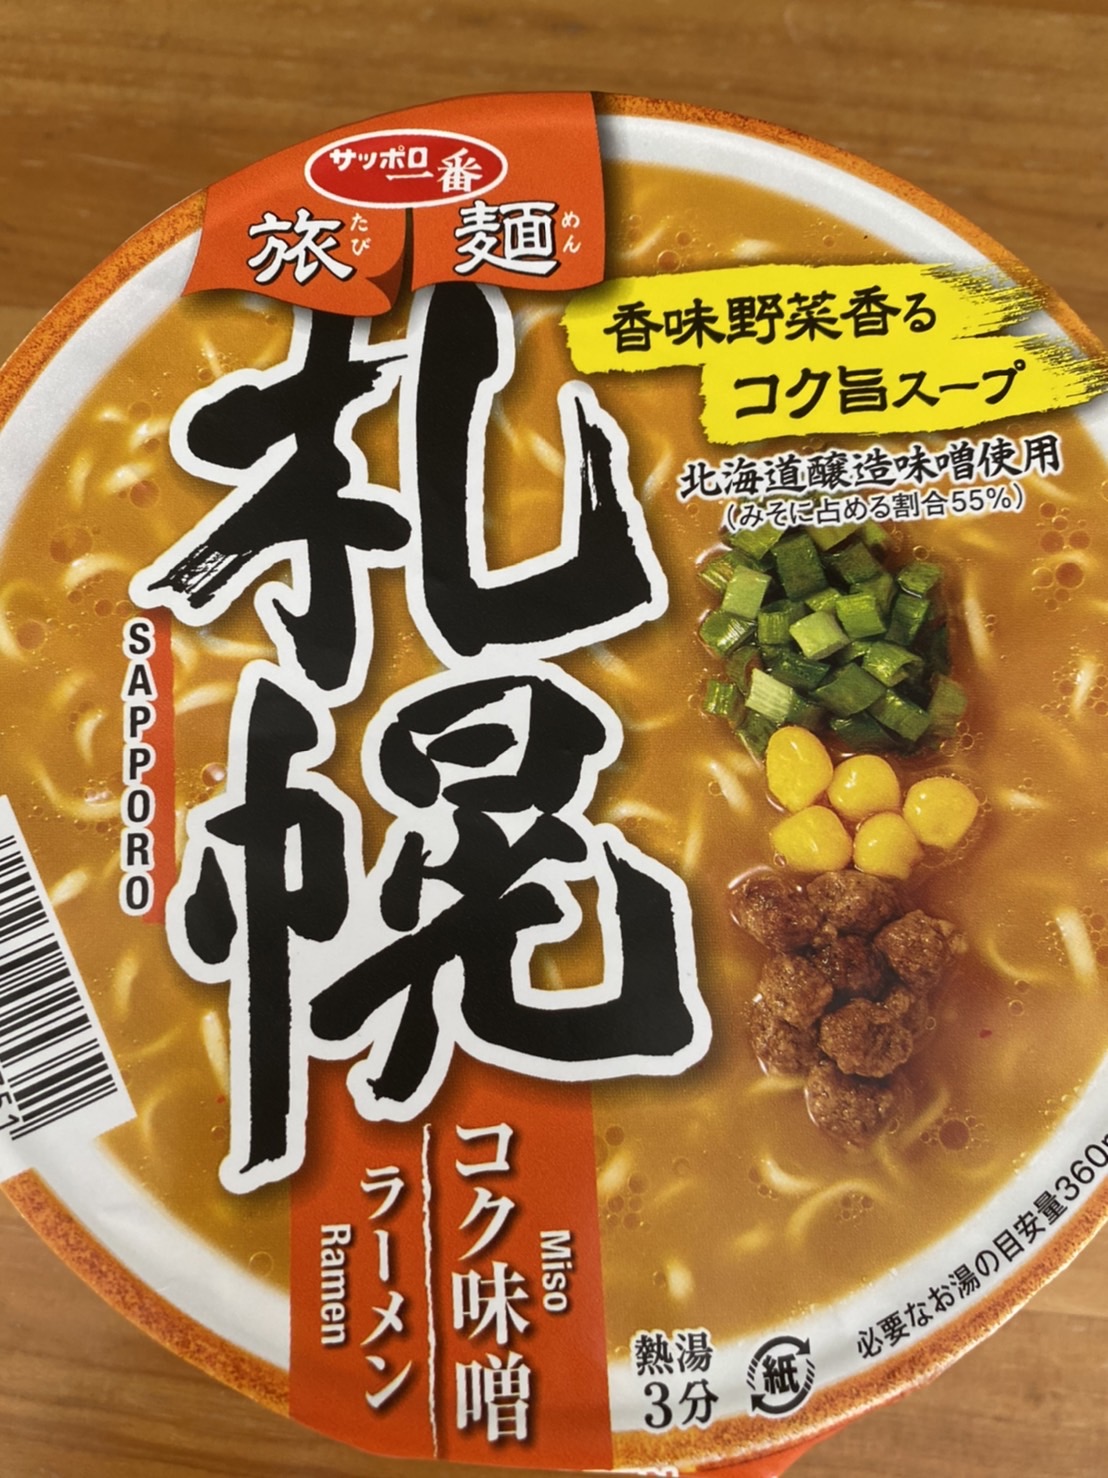 サッポロ一番
旅麺
たび
めん
香味野菜香る
コク旨スープ
北海道醸造味噌使用
（みそに占める割合55%）
札幌
SAPPORO
コク味噌
Miso
ラーメン
Ramen
熱湯
3分
紙
必要なお湯の目安量360m